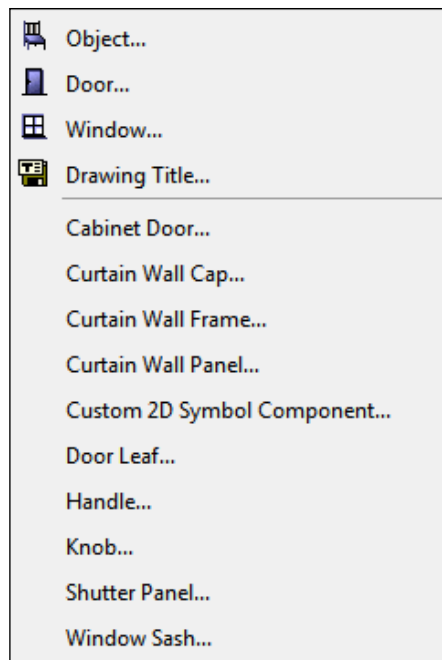 Object...
Door...
Window...
Drawing Title...
Cabinet Door...
Curtain Wall Cap...
Curtain Wall Frame...
Curtain Wall Panel...
Custom 2D Symbol Component...
Door Leaf...
Handle...
Knob...
Shutter Panel...
Window Sash...